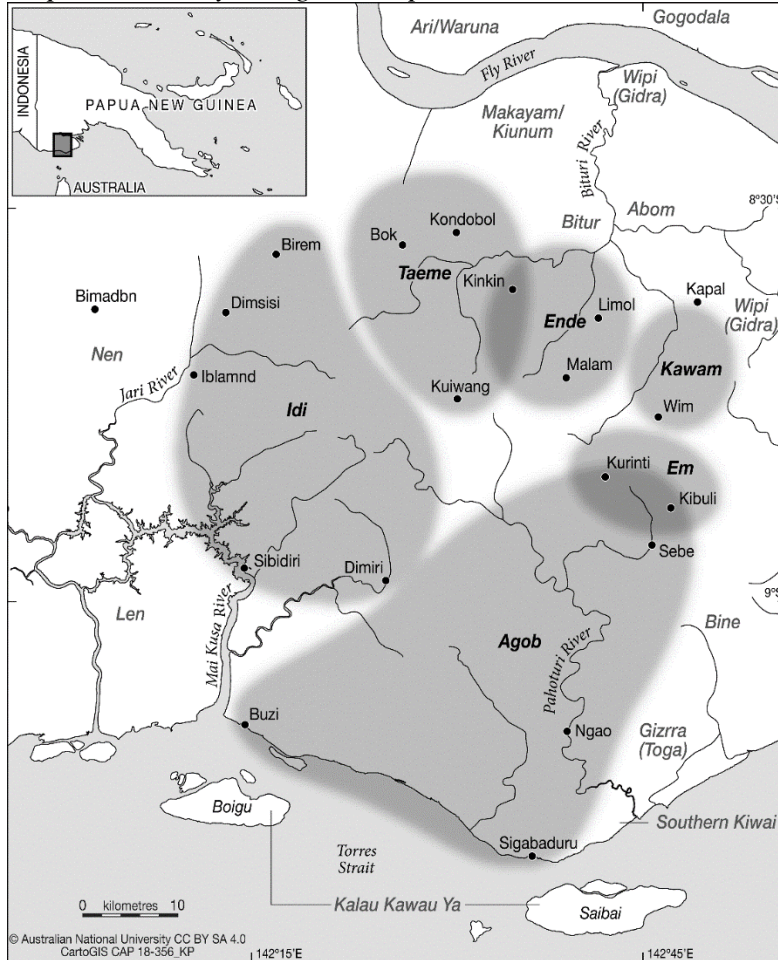 INDONESIA
PAPUA NEW GUINEA
AUSTRALIA
Ari/Waruna
Gogodala
Fly River
Wipi
(Gidra)
Makayam/
Kiunum
Bituri River
8°30'S
Kondobol
Bok
Bitur
Abom
Birem
Taeme
Kinkin
Bimadbn
Dimsisi
Limol
Kapal
Ende
Wipi
(Gidra)
Nen
Jari River
Iblamnd
Malam
Kawam
Kuiwang
Idi
Wim
Em
Kurinti
Kibuli
Sebe
Sibidiri
Dimiri
Len
Mai Kusa River
Agob
Pahoturi River
Bine
Buzi
Ngao
Gizrra
(Toga)
Boigu
Southern Kiwai
Torres
Strait
Sigabaduru
0 kilometres 10
Kalau Kawau Ya
Saibai
© Australian National University CC BY SA 4.0
CartoGIS CAP 18-356_KP
142°15'E
142°45'E